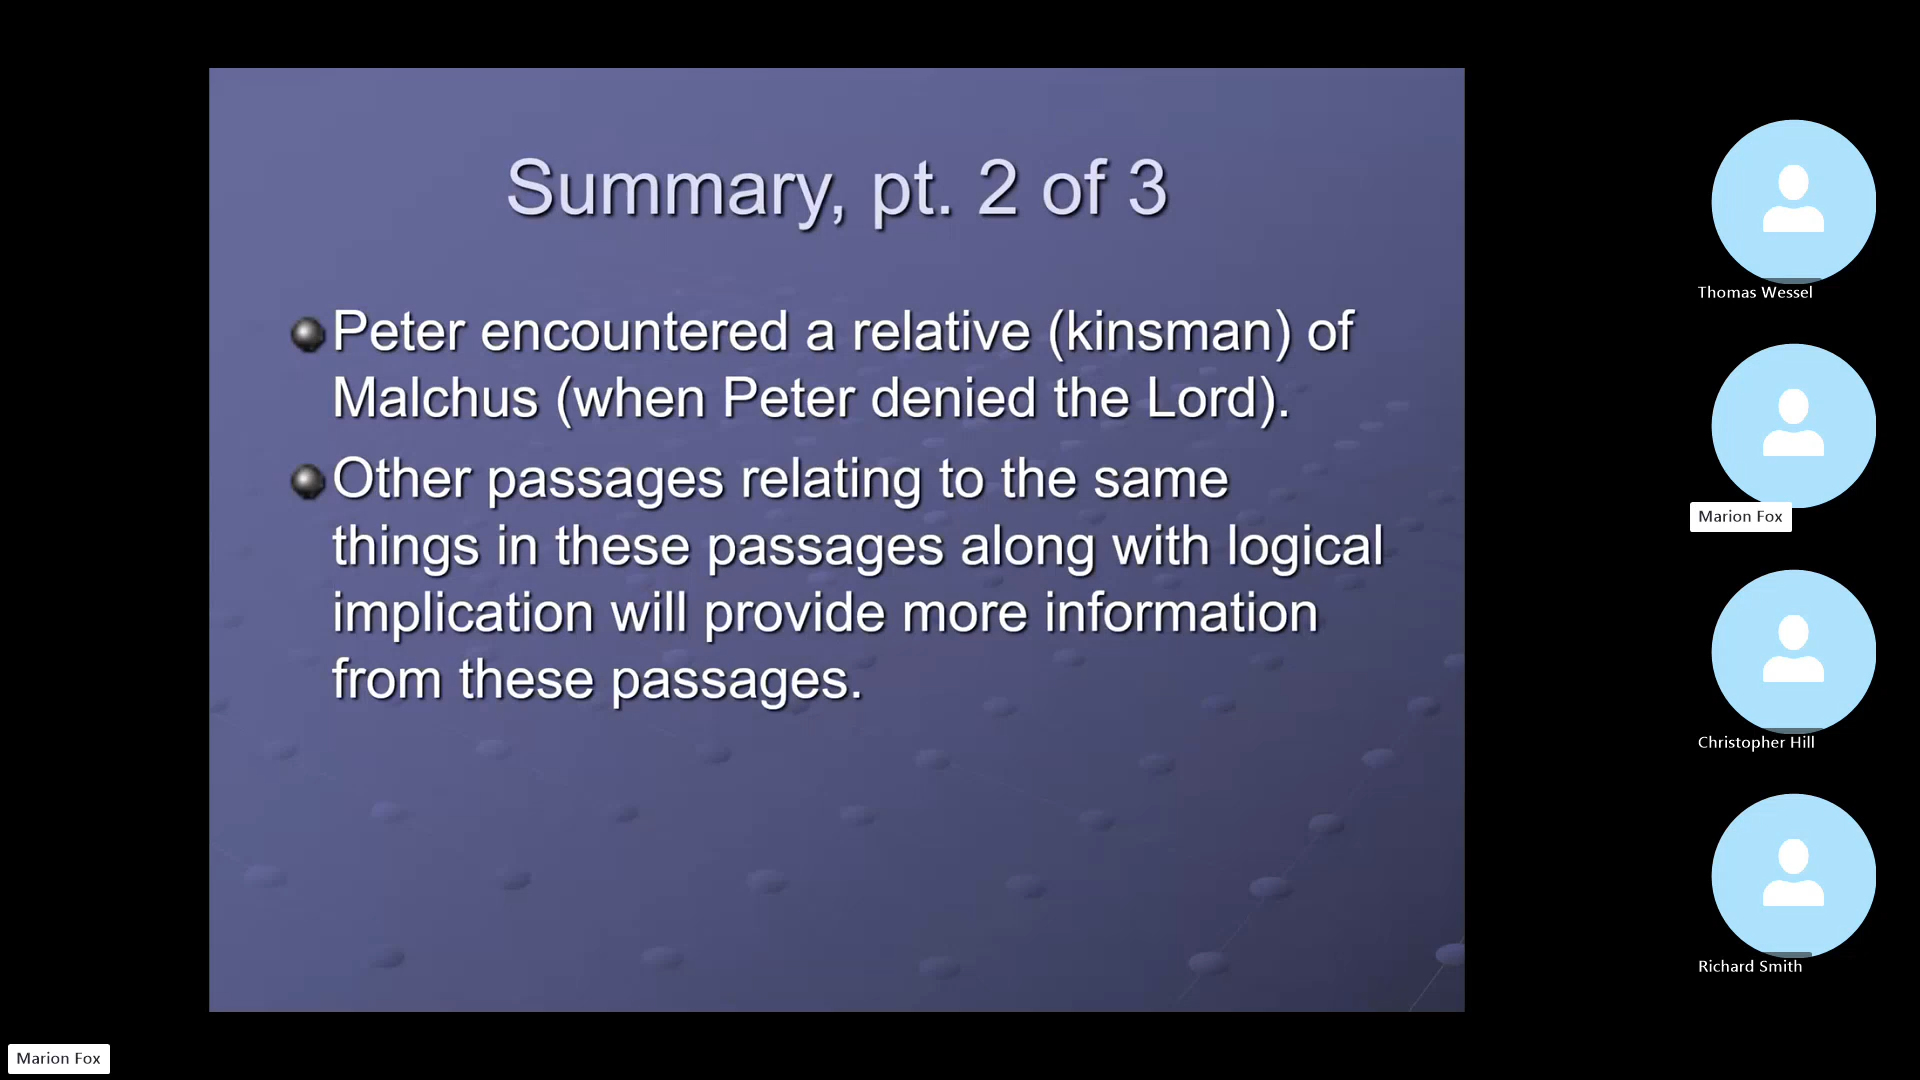 Summary, pt. 2 of 3
Peter encountered a relative (kinsman) of
Malchus (when Peter denied the Lord).
Other passages relating to the same
things in these passages along with logical
implication will provide more information
from these passages.
Thomas Wessel
Marion Fox
Christopher Hill
Richard Smith
Marion Fox